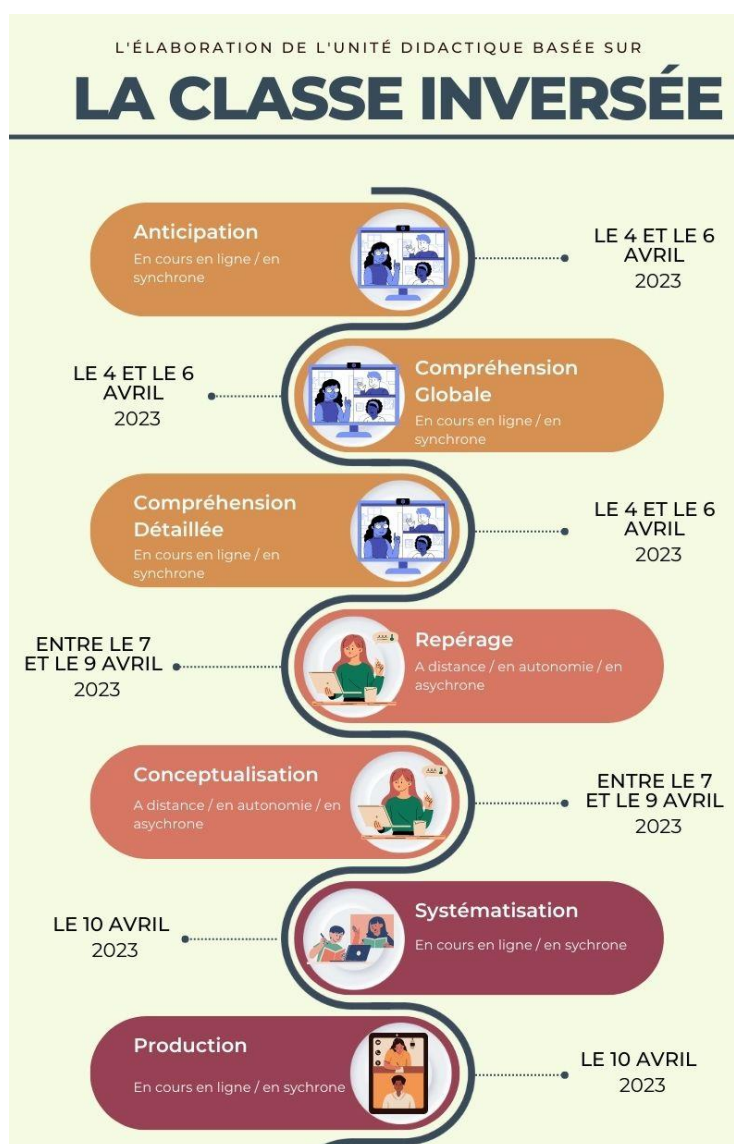 L'ÉLABORATION DE L'UNITÉ DIDACTIQUE BASÉE SUR
LA CLASSE INVERSÉE
Anticipation
En cours en ligne / en
synchrone
LE 4 ET LE 6
AVRIL
2023
LE 4 ET LE 6
AVRIL
2023
Compréhension
Globale
En cours en ligne / en
synchrone
Compréhension
Détaillée
En cours en ligne / en
synchrone
LE 4 ET LE 6
AVRIL
2023
ENTRE LE 7
ET LE 9 AVRIL
2023
Repérage
A distance / en autonomie / en
asychrone
Conceptualisation
A distance / en autonomie / en
asychrone
ENTRE LE 7
ET LE 9 AVRIL
2023
LE 10 AVRIL
2023
Systématisation
En cours en ligne / en sychrone
Production
En cours en ligne / en sychrone
LE 10 AVRIL
2023